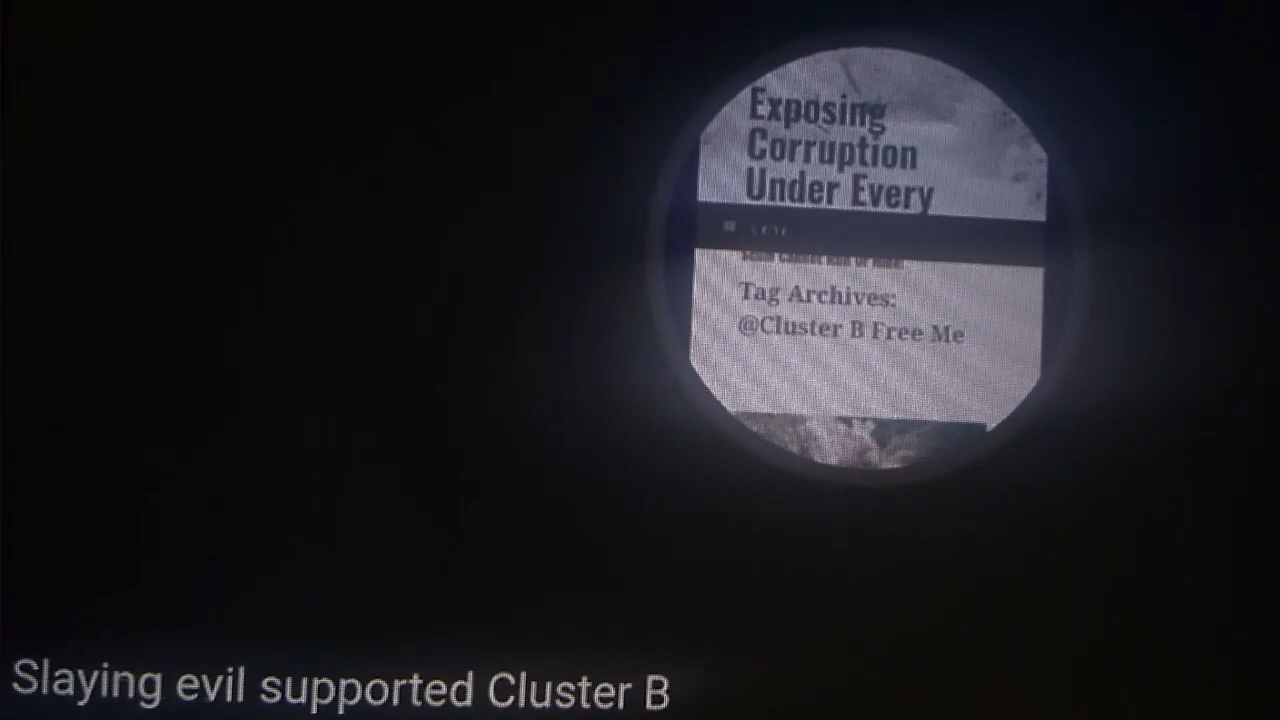 Exposing
Corruption
Under Every
Tag Archives:
@Cluster B Free Me
Slaying evil supported Cluster B